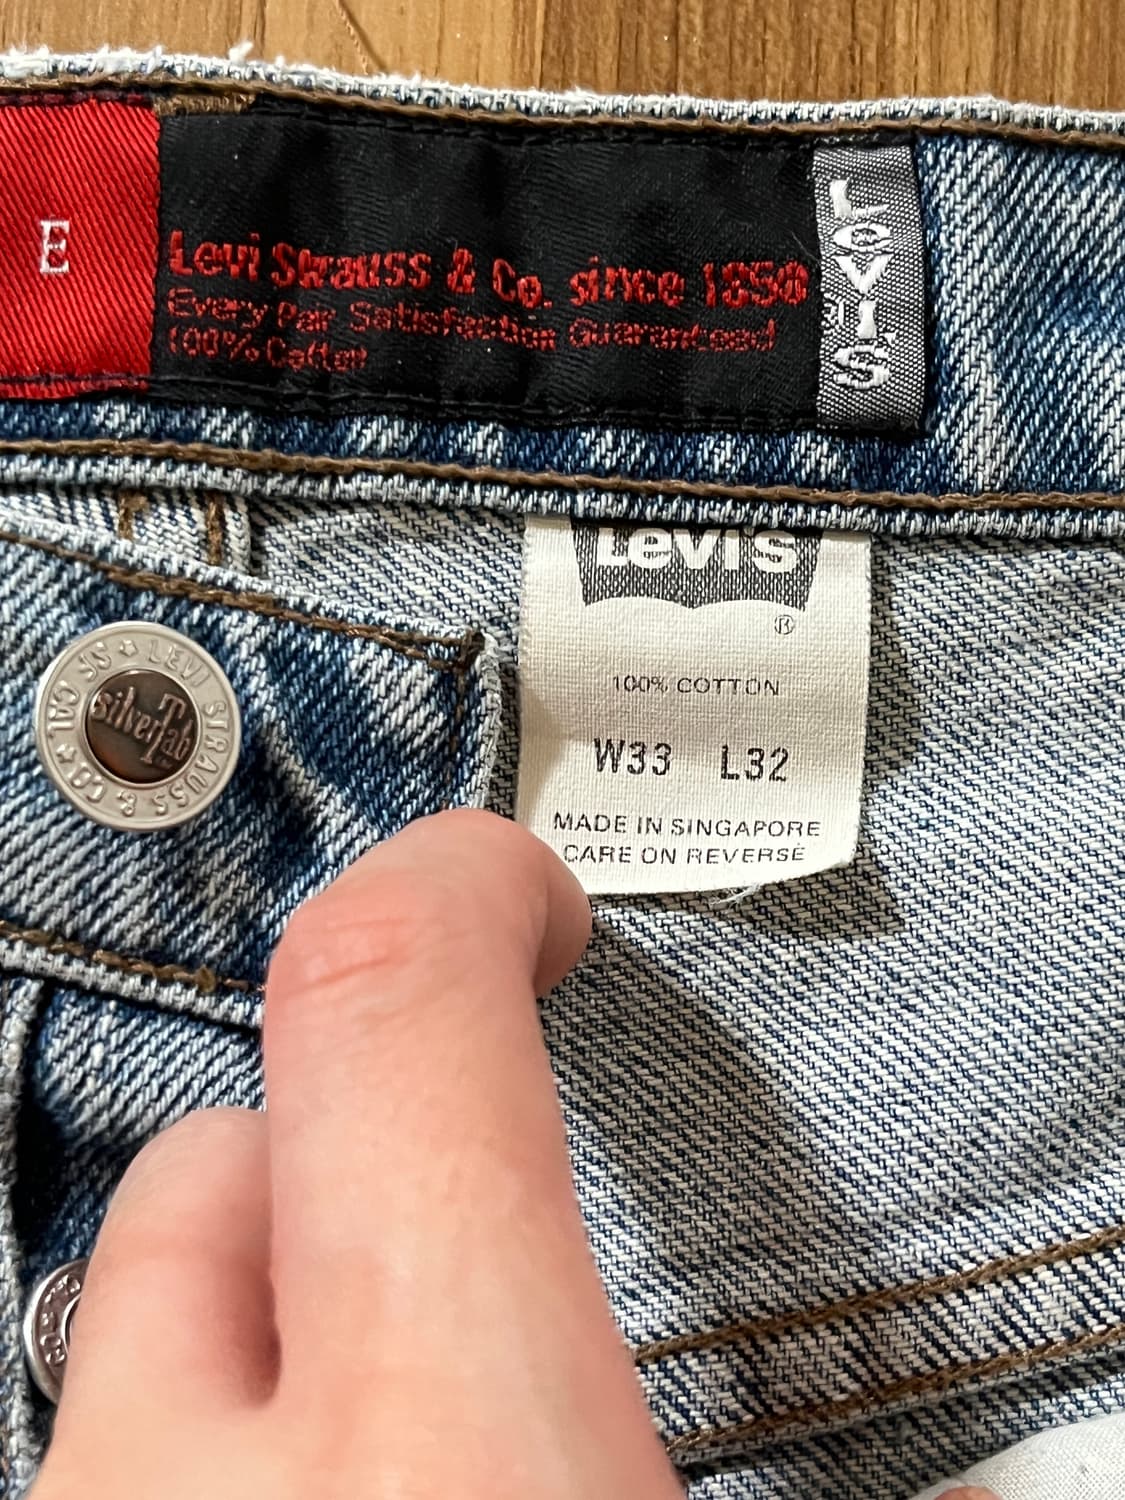 E
Levi Strauss & Co. since 1850
Every Pair Satisfaction Guaranteed
100% Cotton
Levi's
®
Levi's
®
100% COTTON
W33 L32
MADE IN SINGAPORE
CARE ON REVERSE
LEVI STRAUSS & CO. SF CAL
silverTab